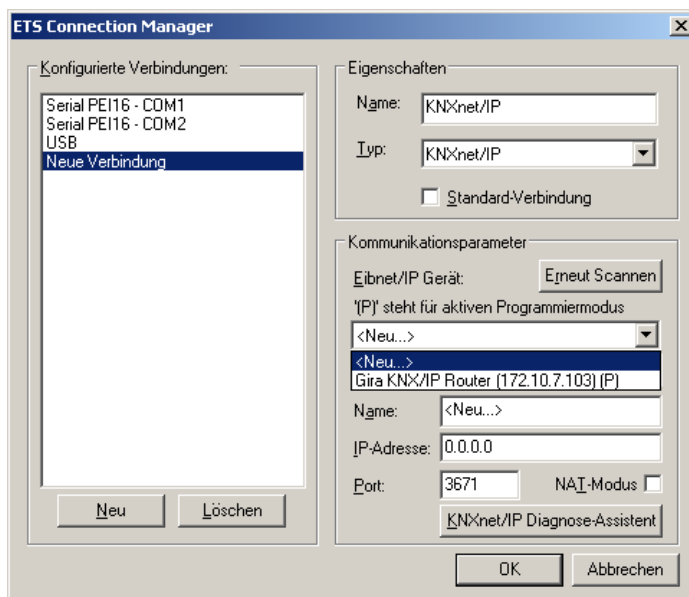 ETS Connection Manager
Konfigurierte Verbindungen:
Serial PEI16 - COM1
Serial PEI16 - COM2
USB
Neue Verbindung
Neu
Löschen
Eigenschaften
Name:
KNXnet/IP
Typ:
KNXnet/IP
Standard-Verbindung
Kommunikationsparameter
Eibnet/IP Gerät:
Erneut Scannen
'(P)' steht für aktiven Programmiermodus
<Neu...>
<Neu...>
Gira KNX/IP Router (172.10.7.103) (P)
Name:
<Neu...>
IP-Adresse:
0.0.0.0
Port:
3671
NAT-Modus
KNXnet/IP Diagnose-Assistent
OK
Abbrechen